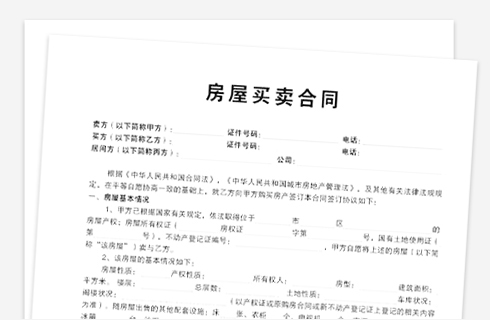 房屋买卖合同
卖方（以下简称甲方）： 证件号码： 电话：
买方（以下简称乙方）： 证件号码： 电话：
居间方（以下简称丙方）： 公司：
根据《中华人民共和国合同法》，《中华人民共和国城市房地产管理法》，及其他有关法律法规规
定，在平等自愿协商一致的基础上，就乙方向甲方购买房产签订本合同签订协议如下：
一、房屋基本情况
1、甲方已根据国家有关规定，依法取得位于 市 区 的
房屋产权；房屋所有权证（ 房权证 字第 号，国有土地使用证（
第 号），不动产登记证编号： ，甲方自愿将上述的房屋（以下简
称“该房屋”）卖与乙方。
2、该房屋的基本情况如下：
房屋性质： 产权性质： 所有权人： 房型： 建筑面积：
平方米，楼层： 总层数： 土地性质： 车库状况：
阁楼状况： （以产权证或原购房合同或新不动产登记证上登记的相关内容
为准）。随房屋出售的其他配套设施：床 张、衣柜 个、